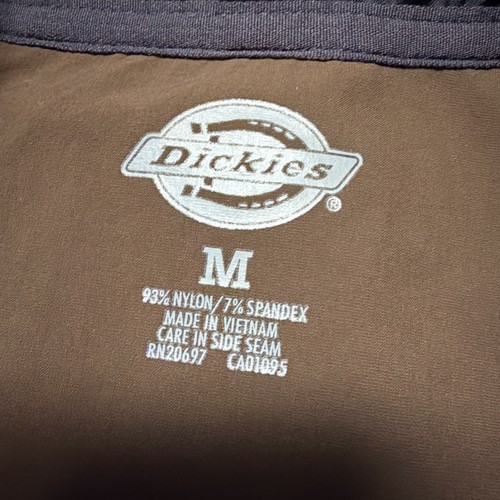 Dickies
®
M
93% NYLON/7% SPANDEX
MADE IN VIETNAM
CARE IN SIDE SEAM
RN20697 CA01095